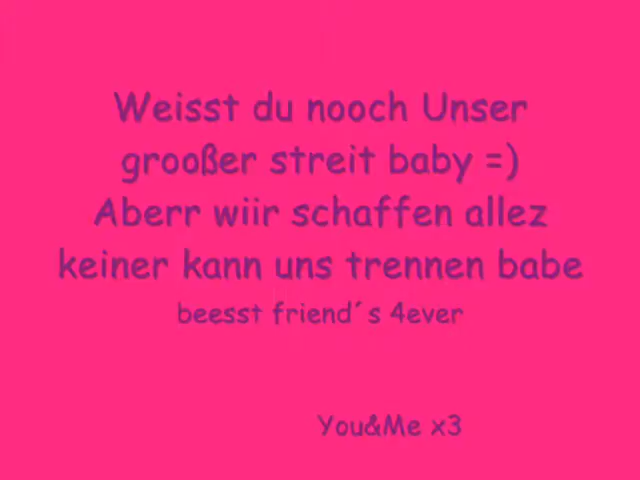 Weisst du nooch Unser
grooßer streit baby =)
Aberr wiir schaffen allez
keiner kann uns trennen babe
beesst friend´s 4ever
You&Me x3